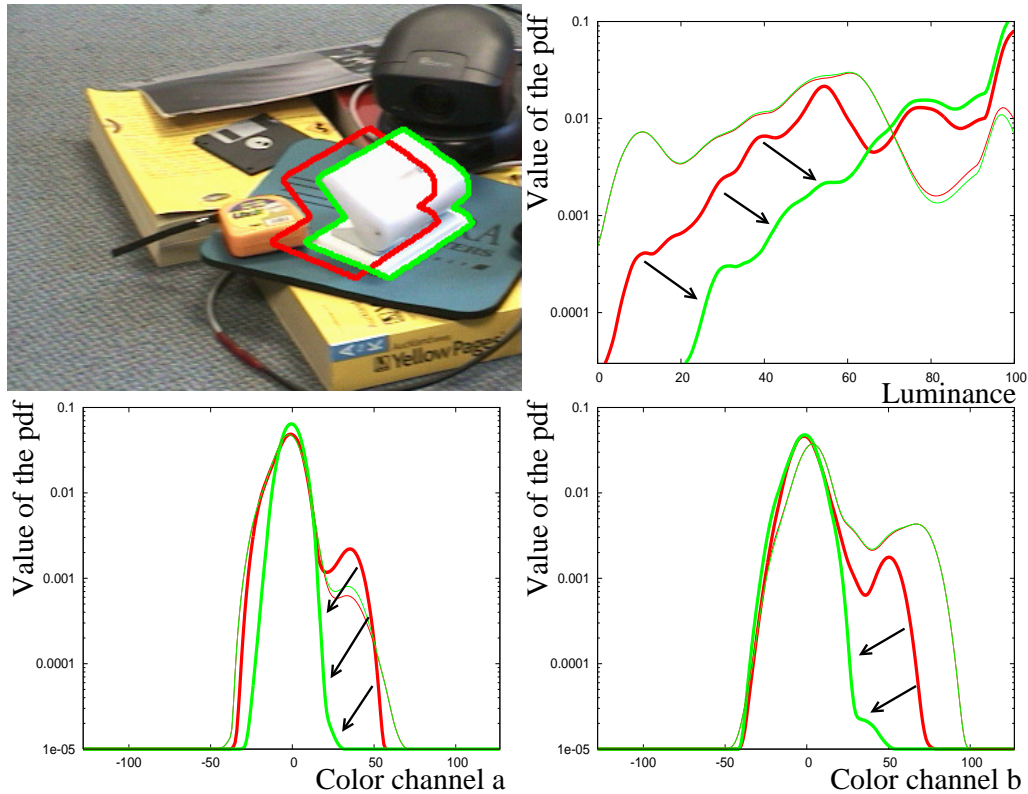 Value of the pdf
0.1
0.01
0.001
0.0001
0 20 40 60 80 100
Luminance
A
K
AucklandWest
Yellow Pages
Value of the pdf
0.1
0.01
0.001
0.0001
1e-05
-100 -50 0 50 100
Color channel a
Value of the pdf
0.1
0.01
0.001
0.0001
1e-05
-100 -50 0 50 100
Color channel b